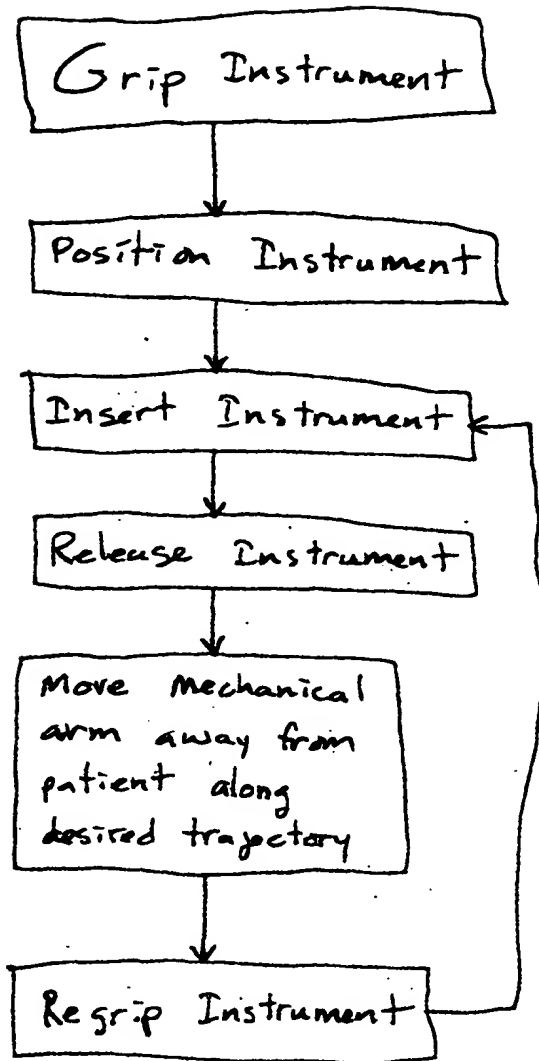 Grip Instrument
Position Instrument
Insert Instrument
Release Instrument
Move Mechanical
arm away from
patient along
desired trajectory
Regrip Instrument